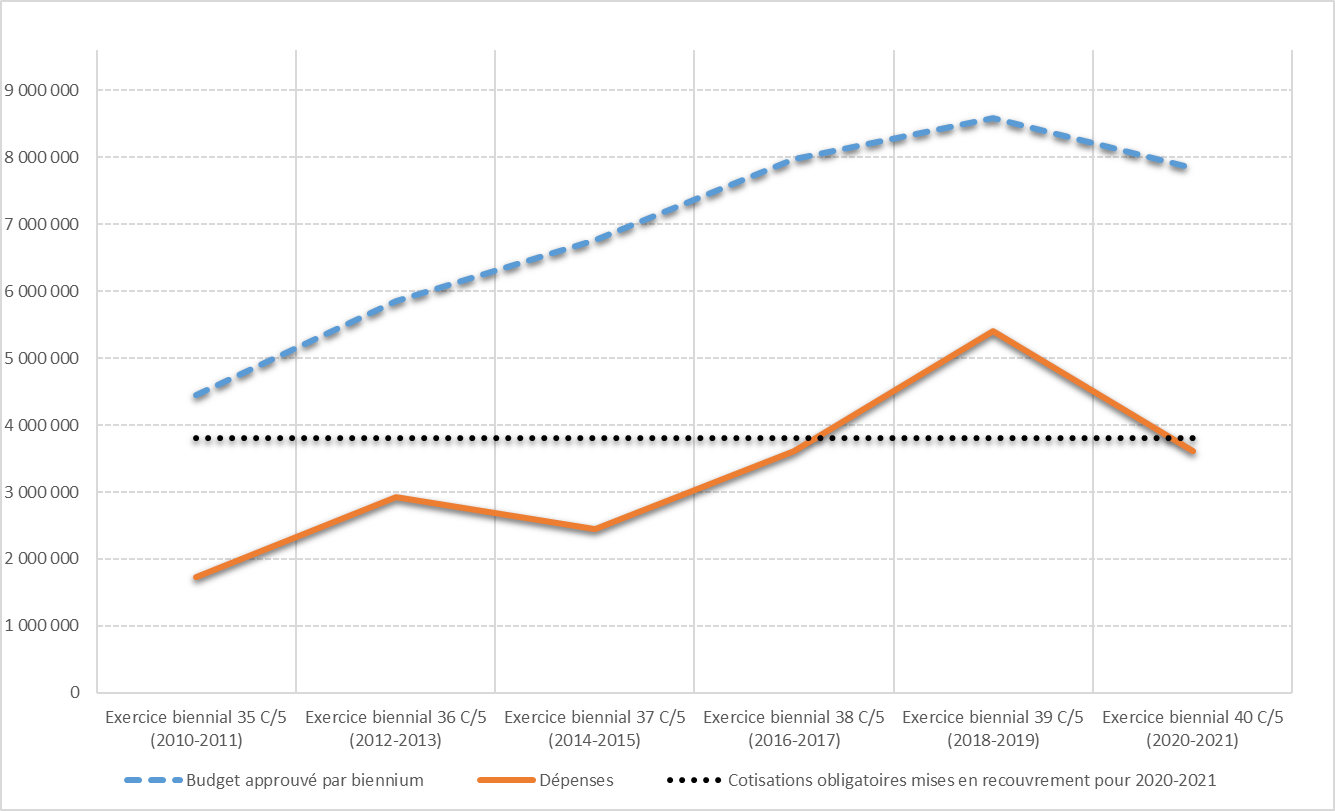 9 000 000
8 000 000
7 000 000
6 000 000
5 000 000
4 000 000
3 000 000
2 000 000
1 000 000
0
Exercice biennial 35 C/5 (2010-2011)
Exercice biennial 36 C/5 (2012-2013)
Exercice biennial 37 C/5 (2014-2015)
Exercice biennial 38 C/5 (2016-2017)
Exercice biennial 39 C/5 (2018-2019)
Exercice biennial 40 C/5 (2020-2021)
Budget approuvé par biennium
Dépenses
Cotisations obligatoires mises en recouvrement pour 2020-2021